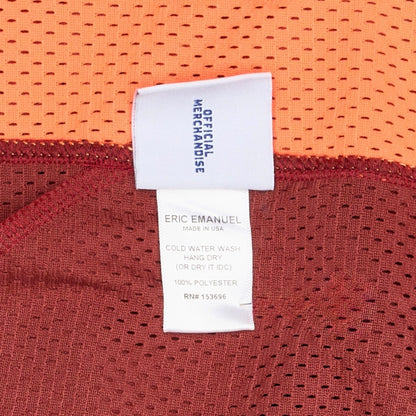 OFFICIAL
MERCHANDISE
ERIC EMANUEL
MADE IN USA
COLD WATER WASH
HANG DRY
(OR DRY IT IDC)
100% POLYESTER
RN# 153696